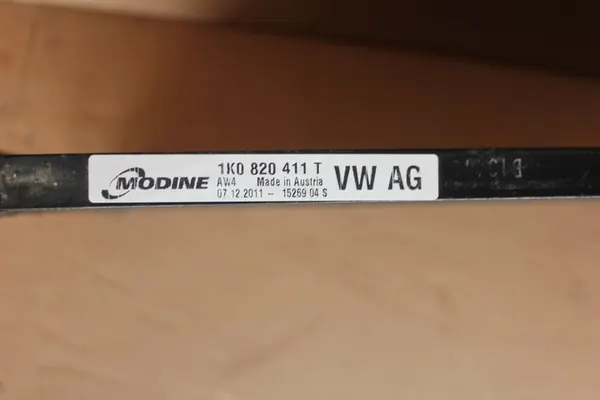 MODINE
1K0 820 411 T
AW4 Made in Austria
07.12.2011 -- 15269 04 S
VW AG